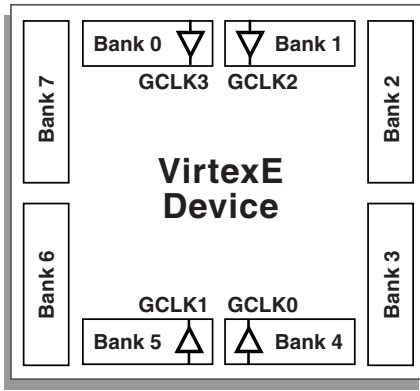 Bank 0
Bank 1
GCLK3
GCLK2
Bank 7
Bank 2
VirtexE
Device
Bank 6
Bank 3
GCLK1
GCLK0
Bank 5
Bank 4